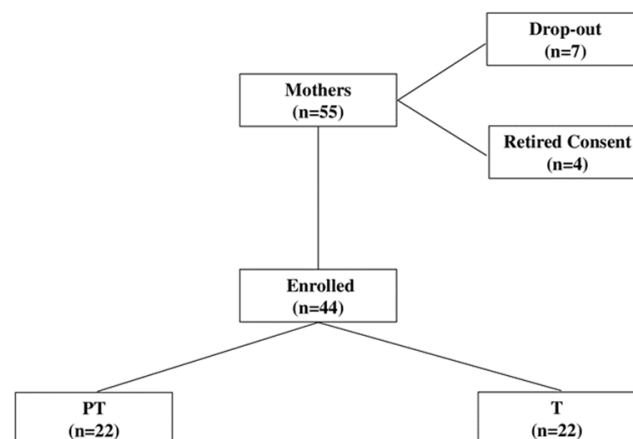 Drop-out
(n=7)
Mothers
(n=55)
Retired Consent
(n=4)
Enrolled
(n=44)
PT
(n=22)
T
(n=22)